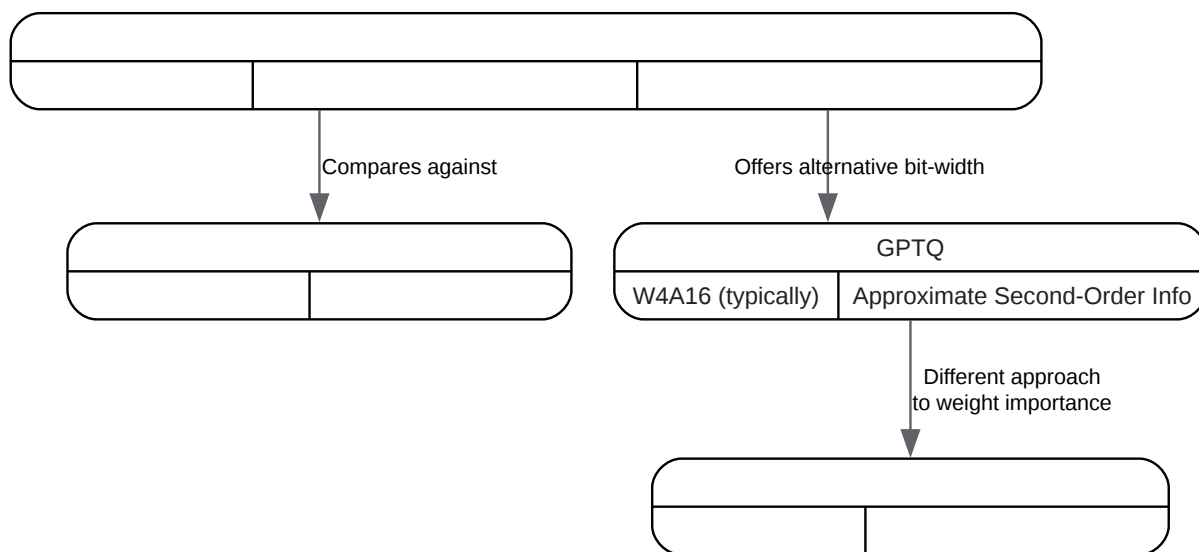 Compares against
Offers alternative bit-width
GPTQ
W4A16 (typically)
Approximate Second-Order Info
Different approach
to weight importance